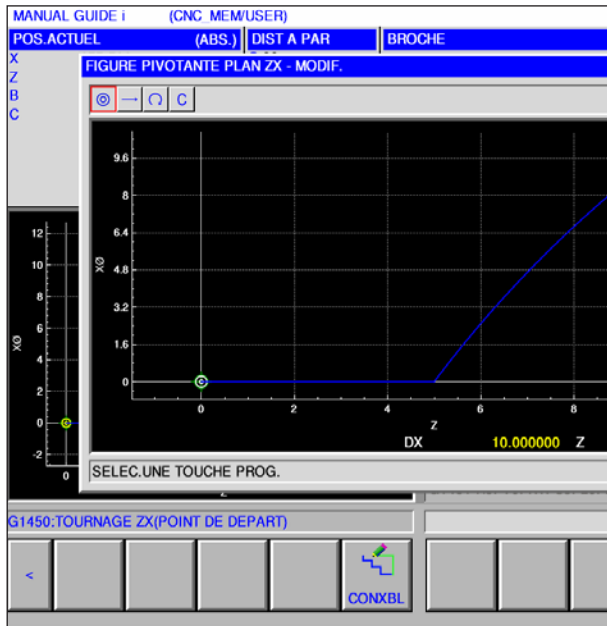 MANUAL GUIDE i (CNC_MEM/USER)
POS.ACTUEL (ABS.) DIST A PAR BROCHE
X
Z
B
C
FIGURE PIVOTANTE PLAN ZX - MODIF.
C
9.6
8
6.4
4.8
3.2
1.6
0
XØ
0 2 4 6 8
Z
DX 10.000000 Z
12
10
8
6
4
2
0
-2
XØ
0
SELEC.UNE TOUCHE PROG.
G1450:TOURNAGE ZX(POINT DE DEPART)
<
CONXBL